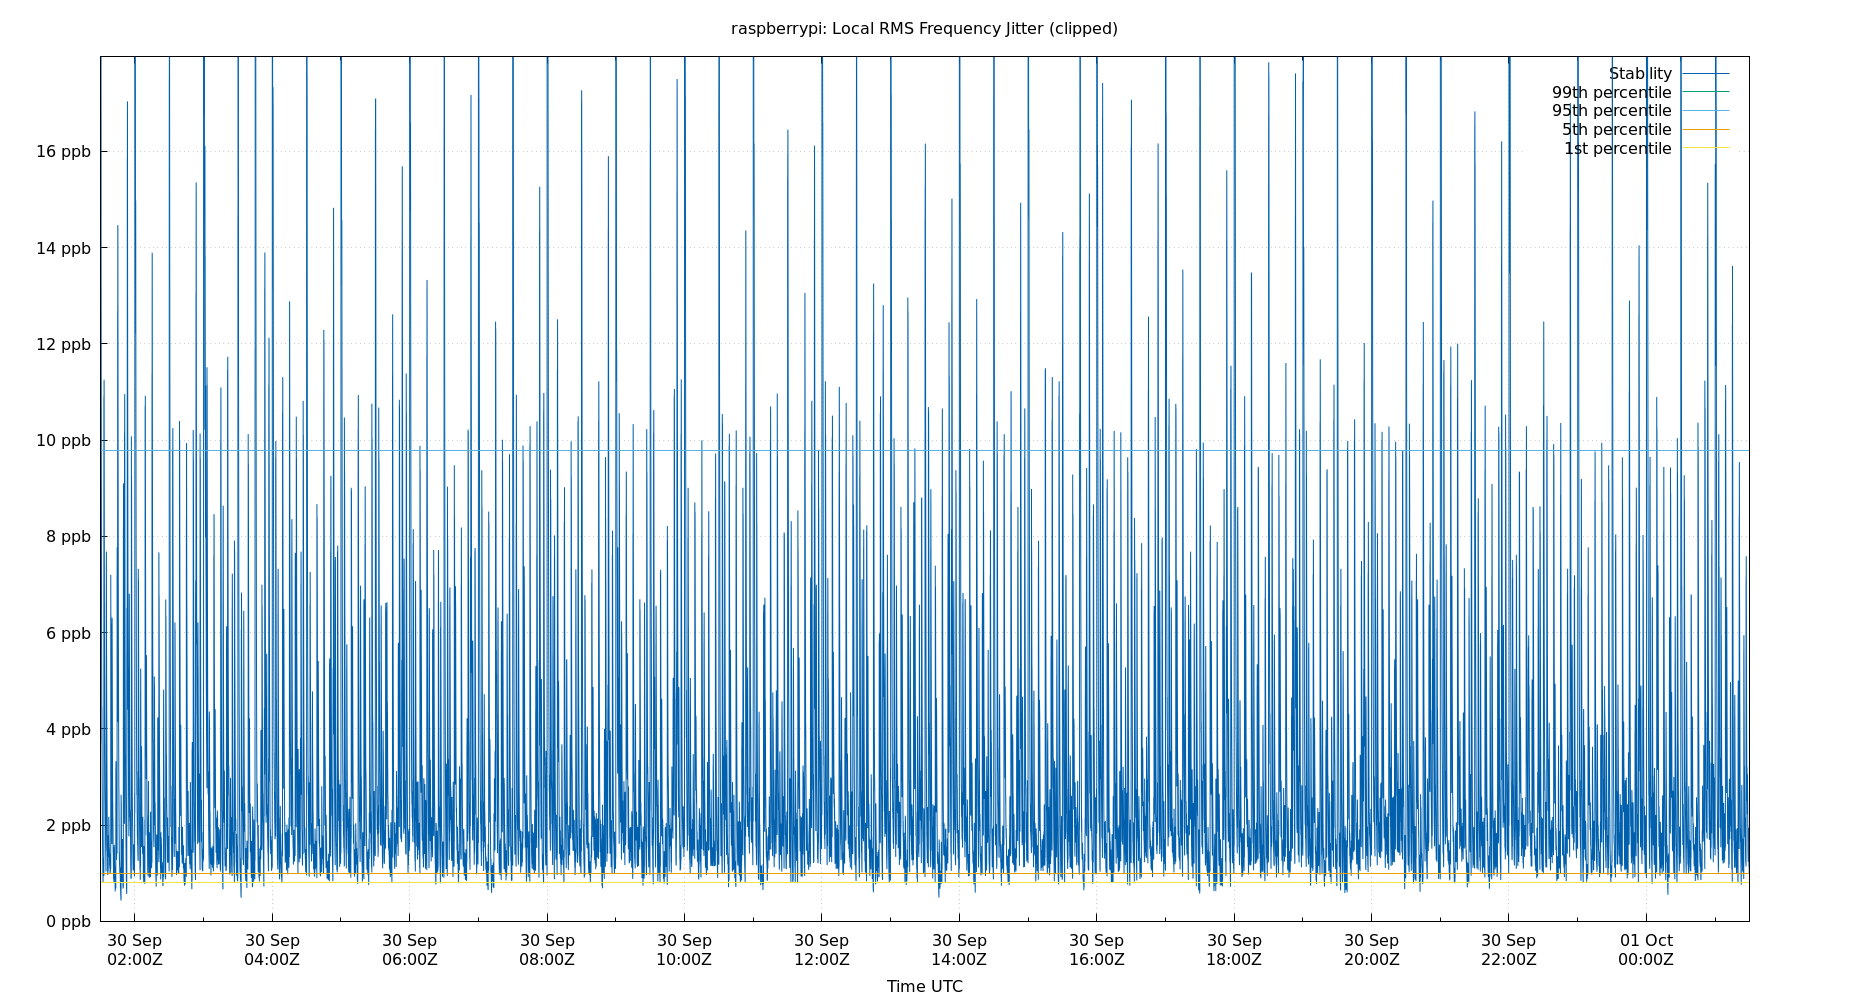 raspberrypi: Local RMS Frequency Jitter (clipped)
Stability
99th percentile
95th percentile
5th percentile
1st percentile
16 ppb
14 ppb
12 ppb
10 ppb
8 ppb
6 ppb
4 ppb
2 ppb
0 ppb
30 Sep 30 Sep 30 Sep 30 Sep 30 Sep 30 Sep 30 Sep 30 Sep 30 Sep 30 Sep 30 Sep 01 Oct
02:00Z 04:00Z 06:00Z 08:00Z 10:00Z 12:00Z 14:00Z 16:00Z 18:00Z 20:00Z 22:00Z 00:00Z
Time UTC